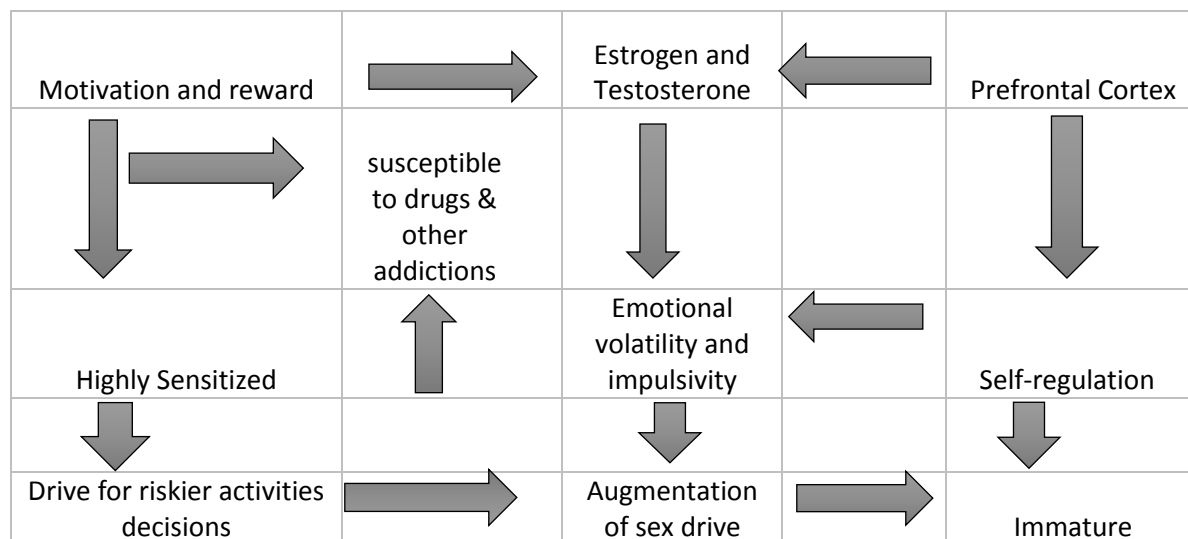 Motivation and reward
Estrogen and
Testosterone
Prefrontal Cortex
susceptible
to drugs &
other
addictions
Highly Sensitized
Emotional
volatility and
impulsivity
Self-regulation
Drive for riskier activities
decisions
Augmentation
of sex drive
Immature